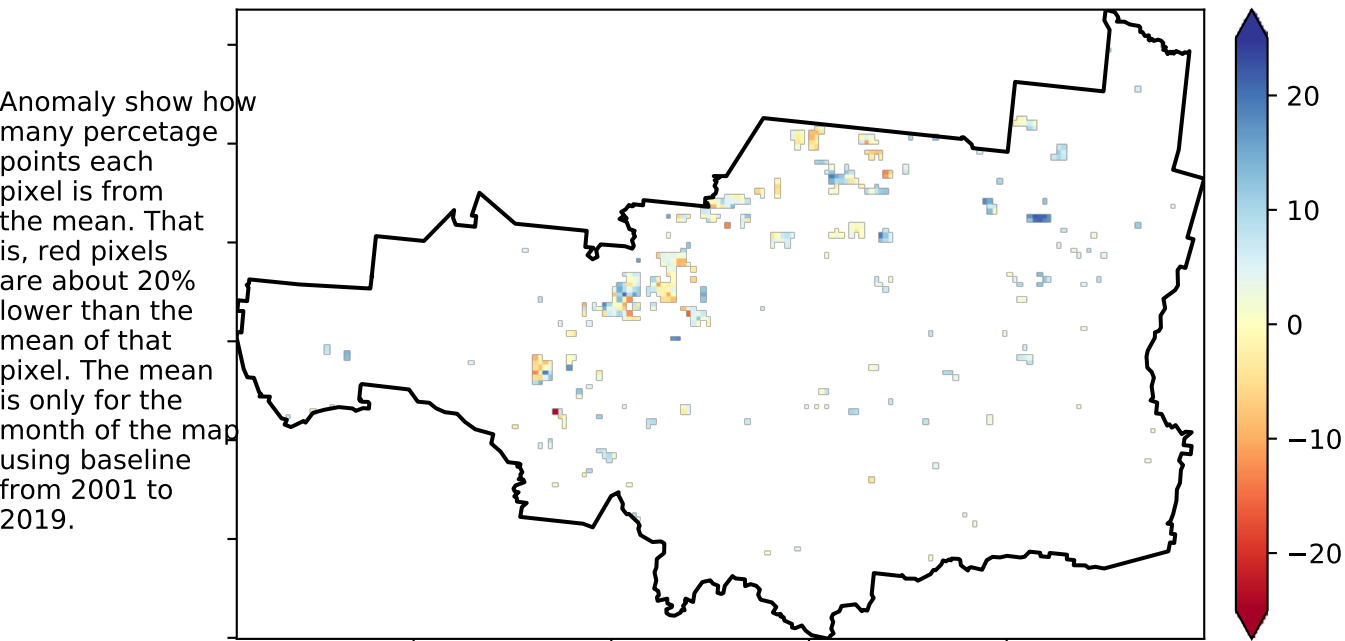 Anomaly show how
many percetage
points each
pixel is from
the mean. That
is, red pixels
are about 20%
lower than the
mean of that
pixel. The mean
is only for the
month of the map
using baseline
from 2001 to
2019.
20
10
0
−10
−20